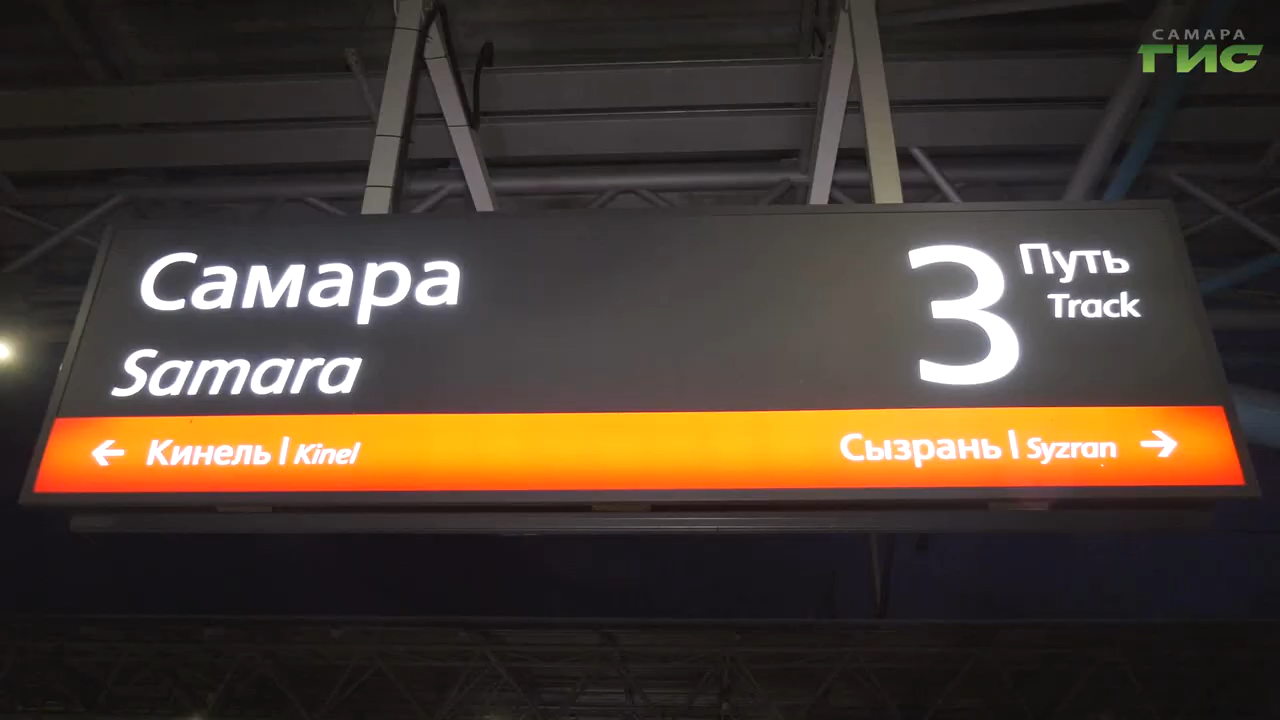 САМАРА
ГИС
Самара
Samara
3 Путь
Track
← Кинель | Kinel
Сызрань | Syzran →